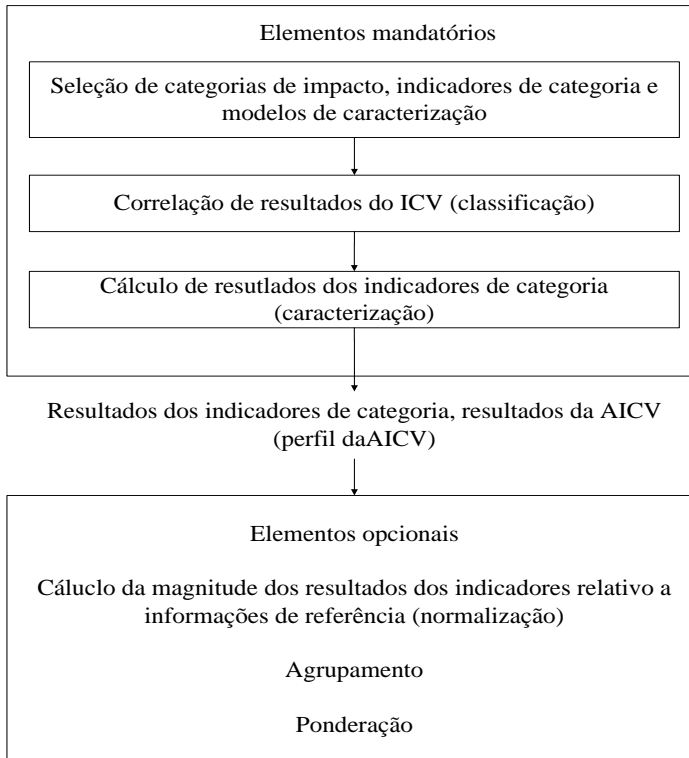 Elementos mandatórios
Seleção de categorias de impacto, indicadores de categoria e
modelos de caracterização
Correlação de resultados do ICV (classificação)
Cálculo de resutlados dos indicadores de categoria
(caracterização)
Resultados dos indicadores de categoria, resultados da AICV
(perfil daAICV)
Elementos opcionais
Cáluclo da magnitude dos resultados dos indicadores relativo a
informações de referência (normalização)
Agrupamento
Ponderação